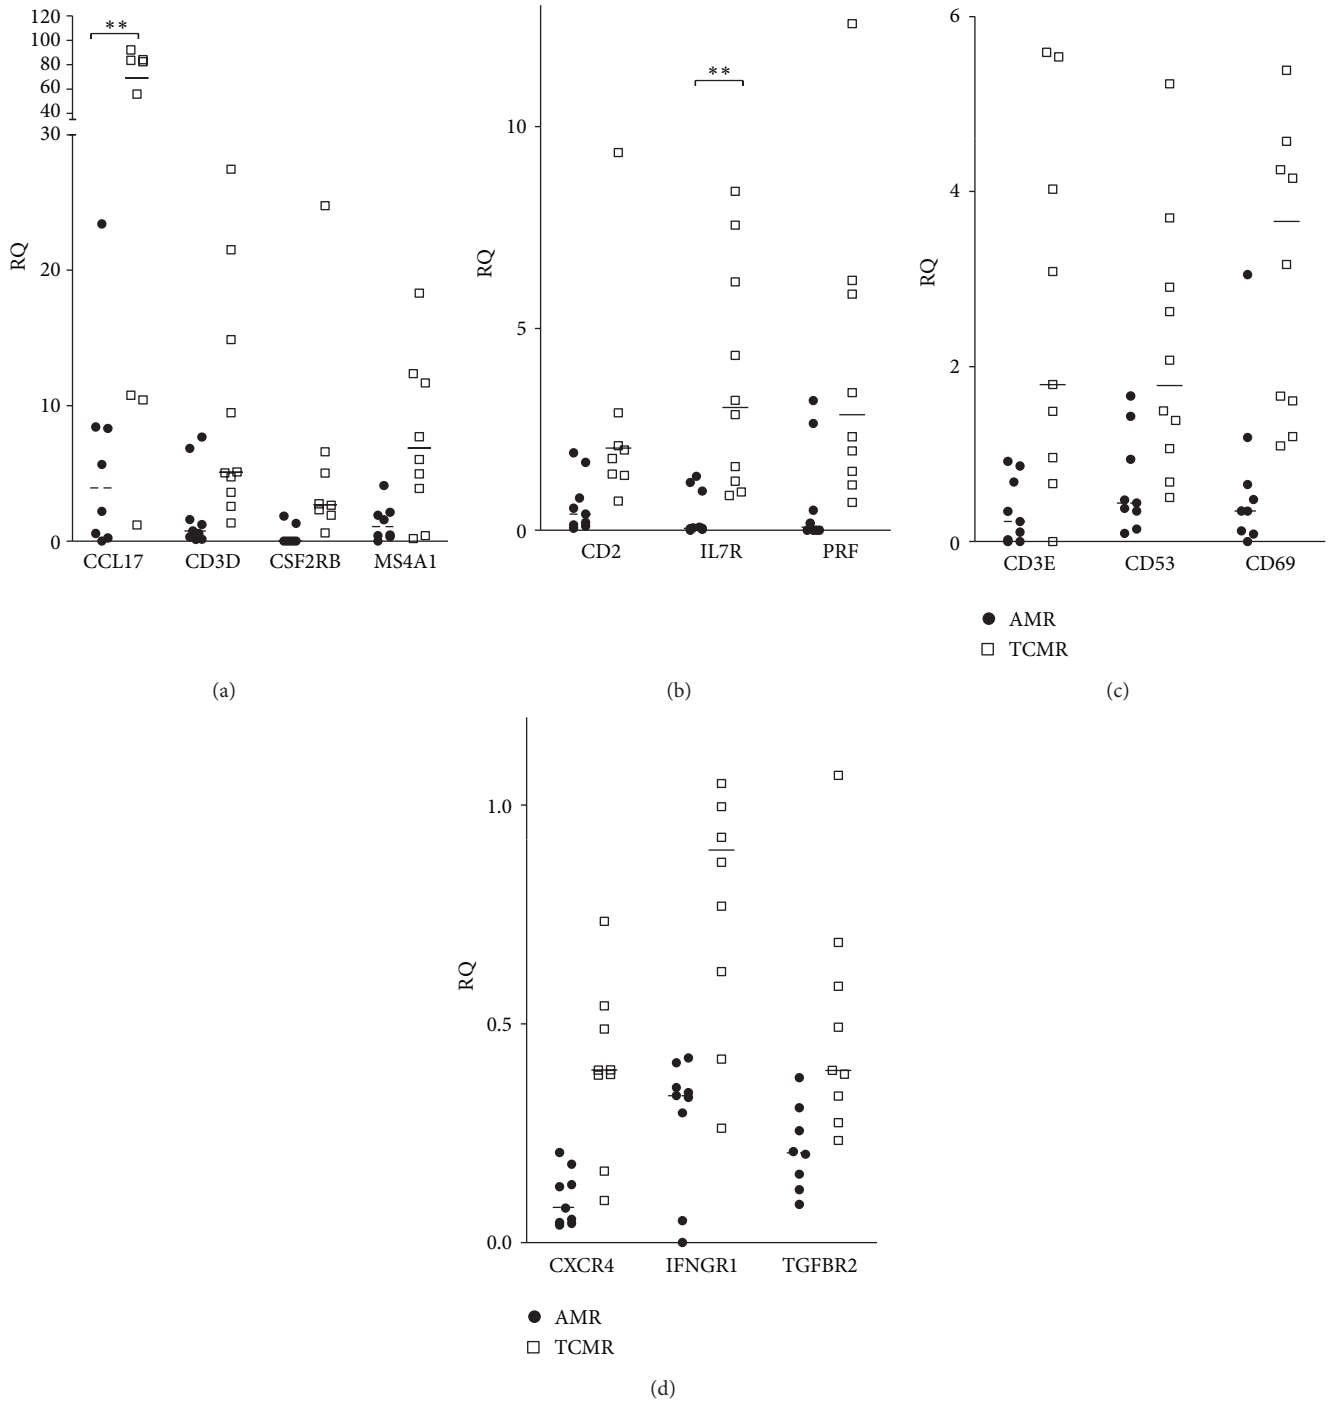 120
100
80
60
40
30
20
10
0
RQ
**
CCL17 CD3D CSF2RB MS4A1
(a)
10
5
0
RQ
**
CD2 IL7R PRF
(b)
6
4
2
0
RQ
CD3E CD53 CD69
AMR
TCMR
(c)
1.0
0.5
0.0
RQ
CXCR4 IFNGR1 TGFBR2
AMR
TCMR
(d)